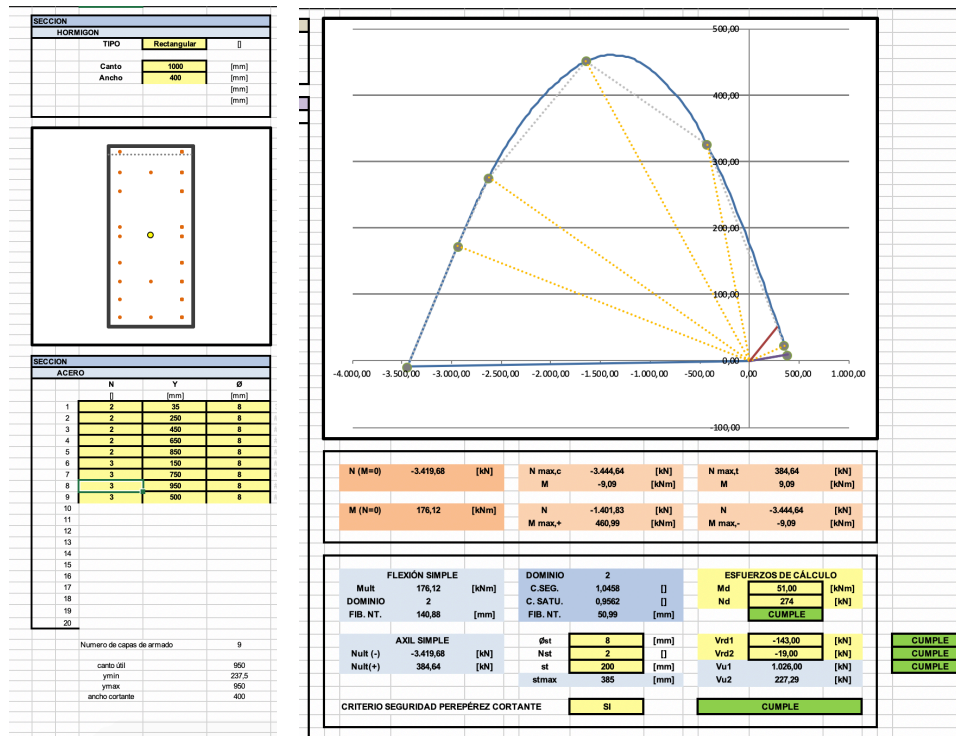 SECCION
HORMIGON
TIPO Rectangular []
Canto 1000 [mm]
Ancho 400 [mm]
[mm]
[mm]
SECCION
ACERO
N Y Ø
[] [mm] [mm]
1 2 35 8
2 2 250 8
3 2 450 8
4 2 650 8
5 2 850 8
6 3 150 8
7 3 750 8
8 3 950 8
9 3 500 8
10
11
12
13
14
15
16
17
18
19
20
Numero de capas de armado 9
canto útil 950
ymin 237,5
ymax 950
ancho cortante 400
500,00
400,00
300,00
200,00
100,00
0,00
-4.000,00 -3.500,00 -3.000,00 -2.500,00 -2.000,00 -1.500,00 -1.000,00 -500,00 0,00 500,00 1.000,00
-100,00
N (M=0) -3.419,68 [kN] N max,c -3.444,64 [kN] N max,t 384,64 [kN]
M -9,09 [kNm] M 9,09 [kNm]
M (N=0) 176,12 [kNm] N -1.401,83 [kN] N -3.444,64 [kN]
M max,+ 460,99 [kNm] M max,- -9,09 [kNm]
FLEXIÓN SIMPLE DOMINIO 2 ESFUERZOS DE CÁLCULO
Mult 176,12 [kNm] C.SEG. 1,0458 [] Md 51,00 [kNm]
DOMINIO 2 C. SATU. 0,9562 [] Nd 274 [kN]
FIB. NT. 140,88 [mm] FIB. NT. 50,99 [mm] CUMPLE
AXIL SIMPLE Øst 8 [mm] Vrd1 -143,00 [kN] CUMPLE
Nult (-) -3.419,68 [kN] Nst 2 [] Vrd2 -19,00 [kN] CUMPLE
Nult(+) 384,64 [kN] st 200 [mm] Vu1 1.026,00 [kN] CUMPLE
stmax 385 [mm] Vu2 227,29 [kN]
CRITERIO SEGURIDAD PEREPÉREZ CORTANTE SI CUMPLE